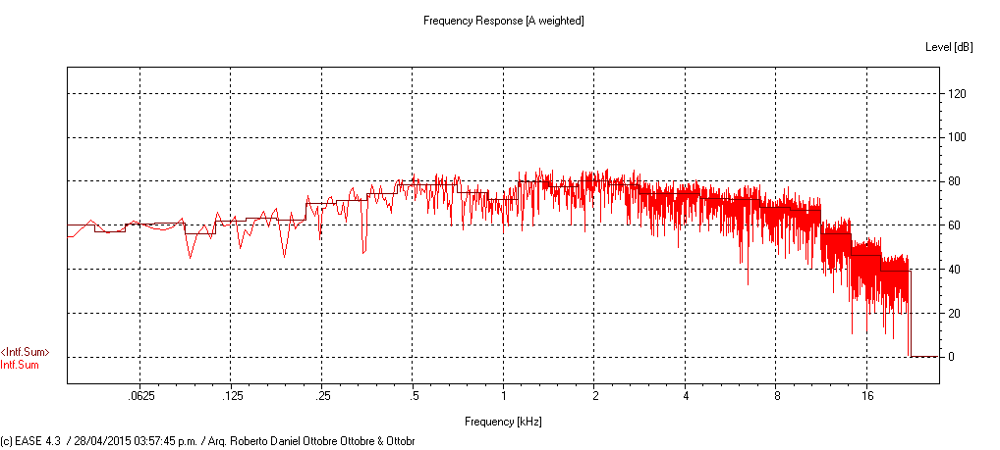 Frequency Response [A weighted]
Level [dB]
120
100
80
60
40
20
0
<Intf.Sum>
Intf.Sum
.0625 .125 .25 .5 1 2 4 8 16
Frequency [kHz]
(c) EASE 4.3 / 28/04/2015 03:57:45 p.m. / Arq. Roberto Daniel Ottobre Ottobre & Ottobr